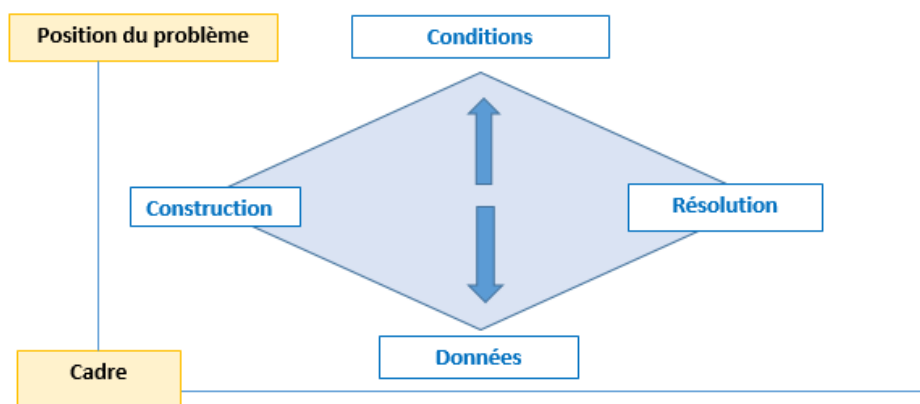 Position du problème
Conditions
Construction
Résolution
Données
Cadre